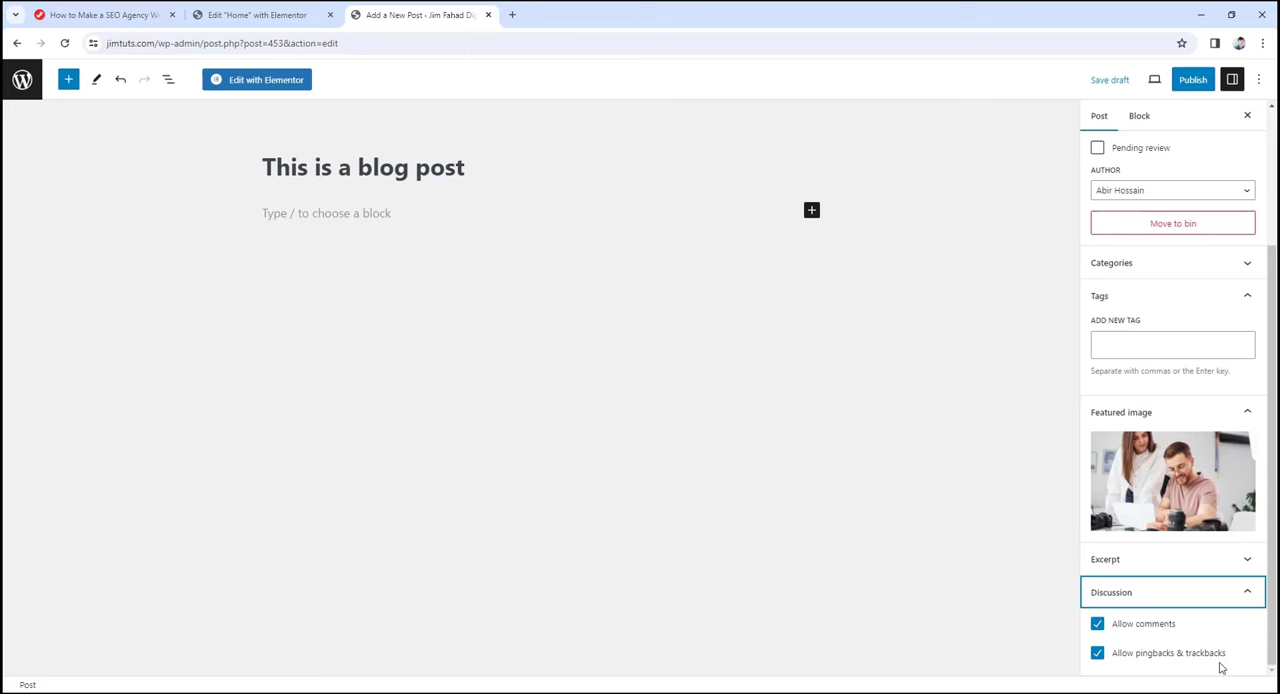 How to Make a SEO Agency W
Edit "Home" with Elementor
Add a New Post ‹ Jim Fahad Di
jimtuts.com/wp-admin/post.php?post=453&action=edit
Edit with Elementor
Save draft
Publish
Post
Block
This is a blog post
Type / to choose a block
Pending review
AUTHOR
Abir Hossain
Move to bin
Categories
Tags
ADD NEW TAG
Separate with commas or the Enter key.
Featured image
Excerpt
Discussion
Allow comments
Allow pingbacks & trackbacks
Post